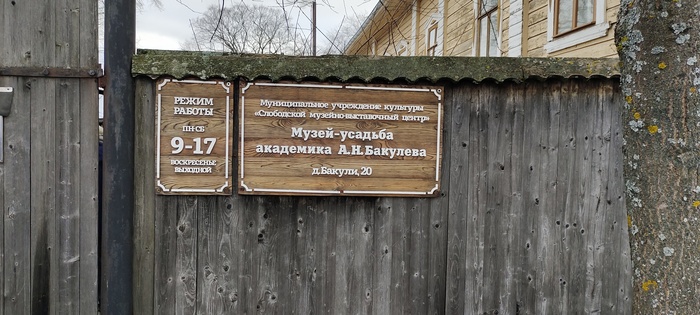 РЕЖИМ
РАБОТЫ
ПН-СБ
9-17
ВОСКРЕСЕНЬЕ
ВЫХОДНОЙ
Муниципальное учреждение культуры
«Слободской музейно-выставочный центр»
Музей-усадьба
академика А.Н.Бакулева
д.Бакули, 20